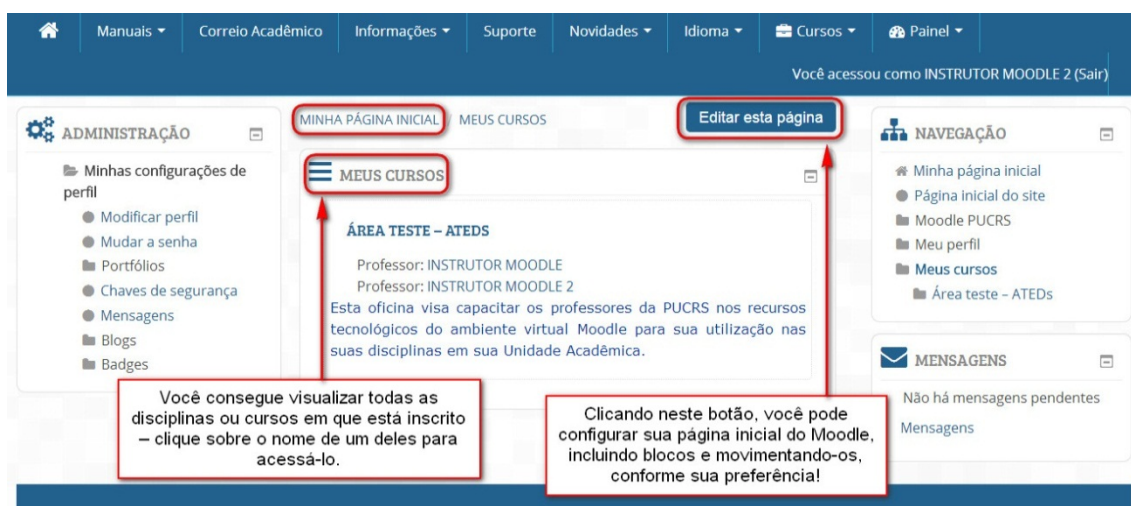 Manuais Correio Acadêmico Informações Suporte Novidades Idioma Cursos Painel
Você acessou como INSTRUTOR MOODLE 2 (Sair)
ADMINISTRAÇÃO
Minhas configurações de
perfil
Modificar perfil
Mudar a senha
Portfólios
Chaves de segurança
Mensagens
Blogs
Badges
MINHA PÁGINA INICIAL / MEUS CURSOS
Editar esta página
MEUS CURSOS
ÁREA TESTE – ATEDS
Professor: INSTRUTOR MOODLE
Professor: INSTRUTOR MOODLE 2
Esta oficina visa capacitar os professores da PUCRS nos recursos
tecnológicos do ambiente virtual Moodle para sua utilização nas
suas disciplinas em sua Unidade Acadêmica.
Você consegue visualizar todas as
disciplinas ou cursos em que está inscrito
– clique sobre o nome de um deles para
acessá-lo.
Clicando neste botão, você pode
configurar sua página inicial do Moodle,
incluindo blocos e movimentando-os,
conforme sua preferência!
NAVEGAÇÃO
Minha página inicial
Página inicial do site
Moodle PUCRS
Meu perfil
Meus cursos
Área teste – ATEDs
MENSAGENS
Não há mensagens pendentes
Mensagens